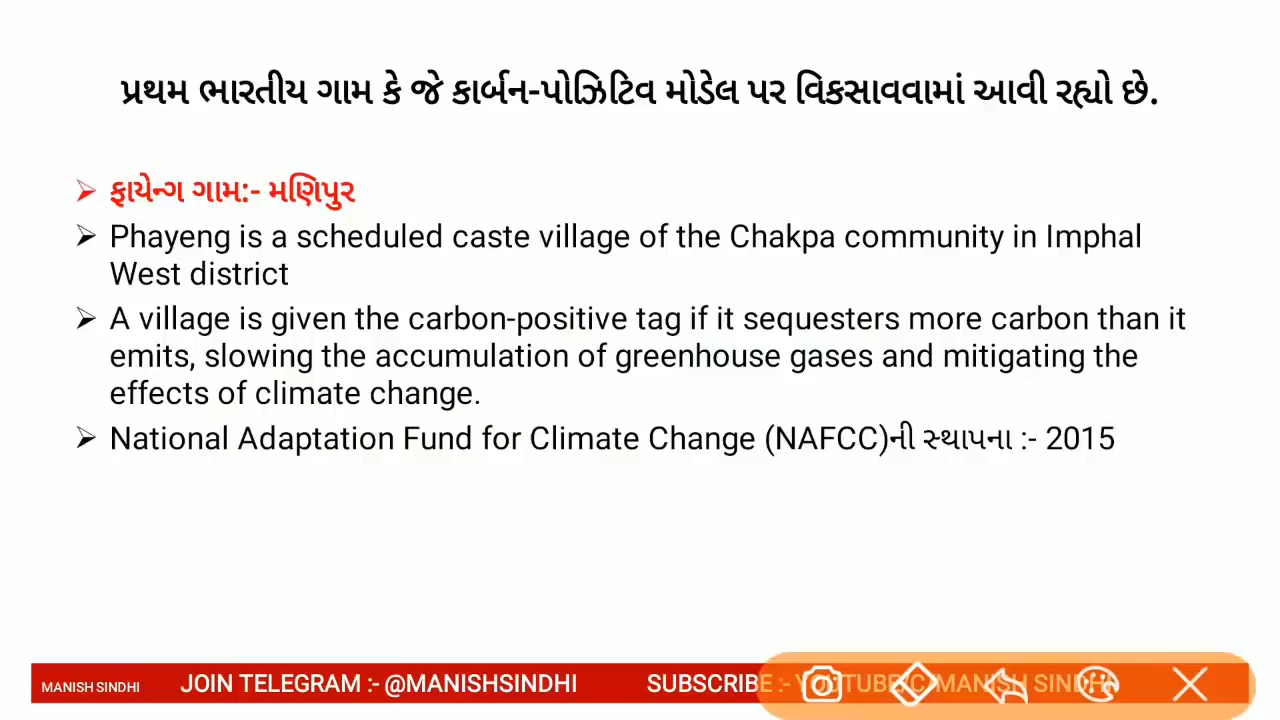 પ્રથમ ભારતીય ગામ કે જે કાર્બન-પોઝિટિવ મોડેલ પર વિકસાવવામાં આવી રહ્યો છે.
➢ ફાયેન્ગ ગામ:- મણિપુર
➢ Phayeng is a scheduled caste village of the Chakpa community in Imphal
West district
➢ A village is given the carbon-positive tag if it sequesters more carbon than it
emits, slowing the accumulation of greenhouse gases and mitigating the
effects of climate change.
➢ National Adaptation Fund for Climate Change (NAFCC)ની સ્થાપના :- 2015
MANISH SINDHI JOIN TELEGRAM :- @MANISHSINDHI SUBSCRIBE :- YOUTUBE/C/MANISH SINDHI